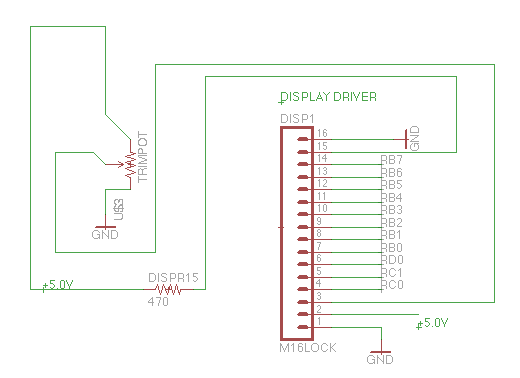 DISPLAY DRIVER
DISP1
16
GND
15
14 RB7
13 RB6
12 RB5
11 RB4
10 RB3
9 RB2
8 RB1
7 RB0
6 RD0
5 RC1
4 RC0
3
2
+5.0V
1
M16LOCK
GND
TRIMPOT
GND
+5.0V
DISPR15
470